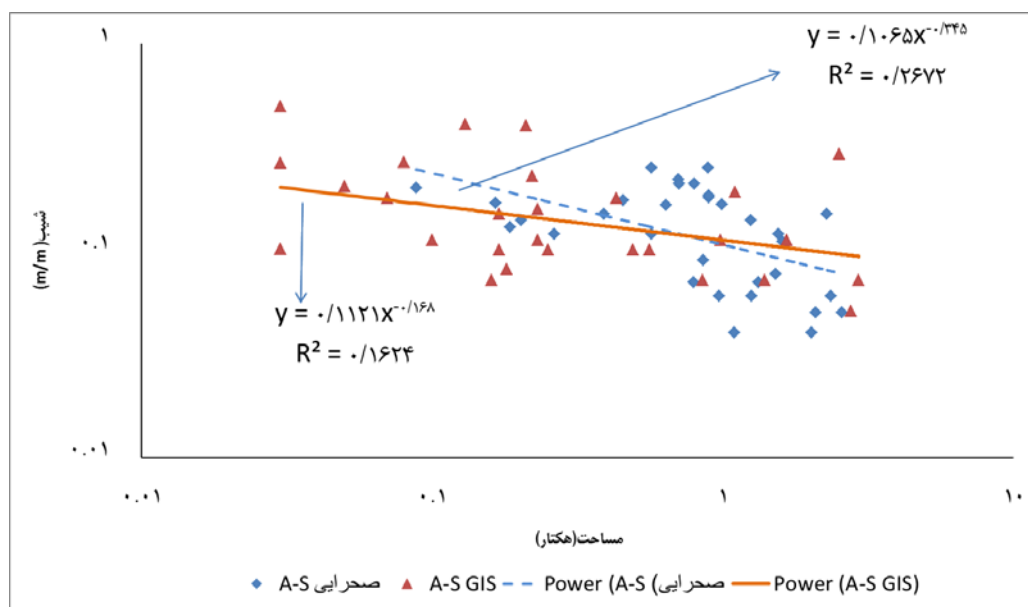 ۱
y = ۰/۱۰۶۵x^-۰/۳۴۵
R² = ۰/۲۶۷۲
شیب(m/m)
۰.۱
y = ۰/۱۱۲۱x^-۰/۱۶۸
R² = ۰/۱۶۲۴
۰.۰۱
۰.۰۱ ۰.۱ ۱ ۱۰
مساحت(هکتار)
A-S صحرایی A-S GIS Power (A-S (صحرایی Power (A-S GIS)